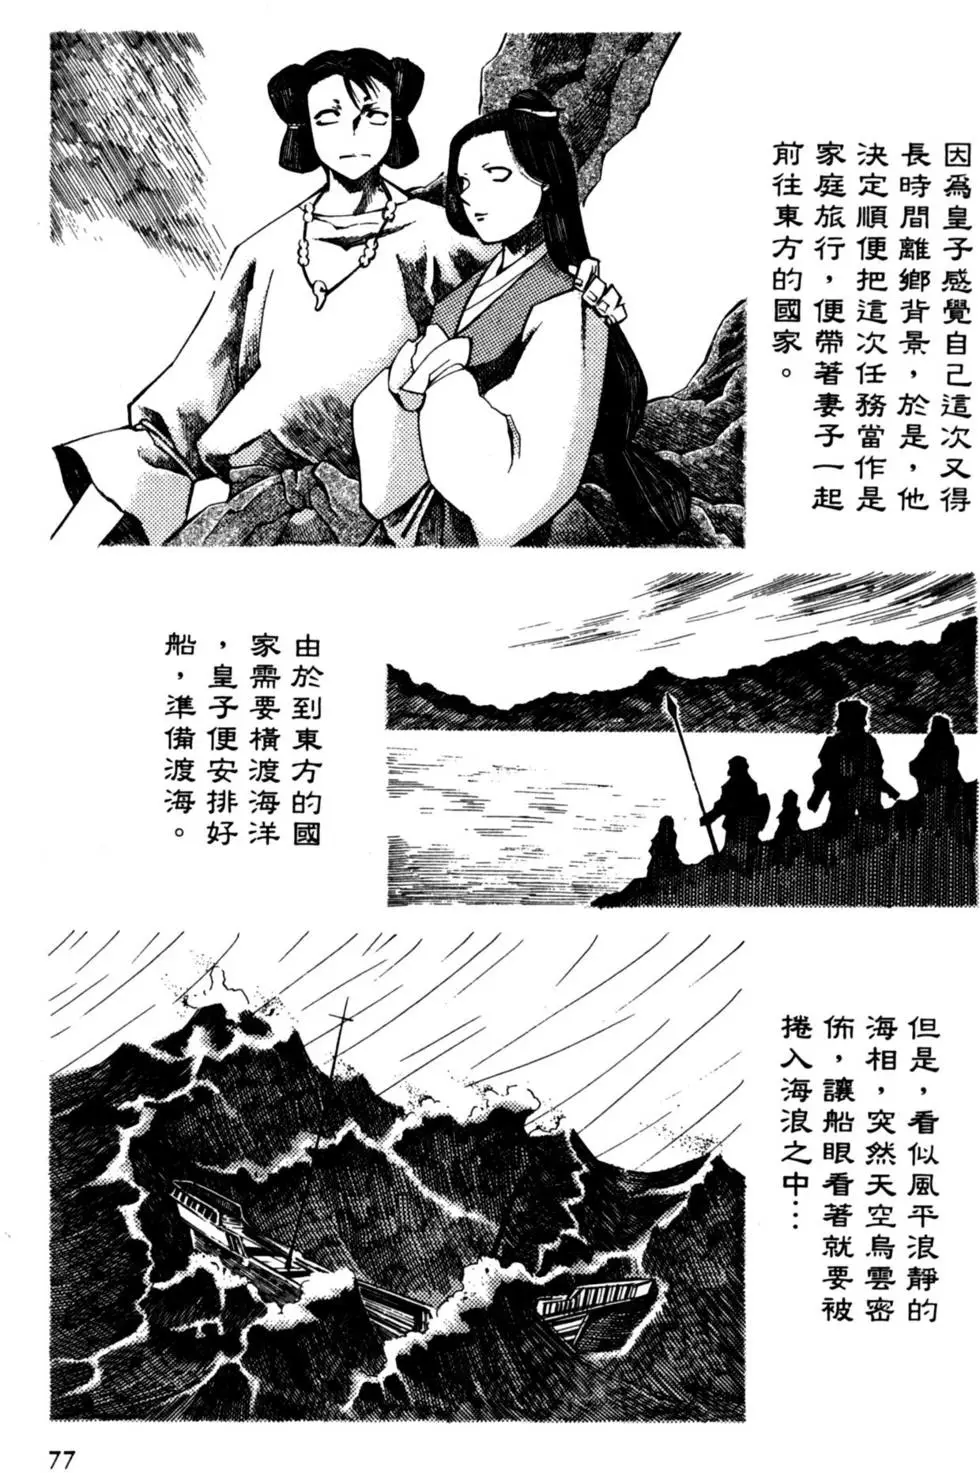 因為皇子感覺自己這次又得
長時間離鄉背景，於是，他
決定順便把這次任務當作是
家庭旅行，便帶著妻子一起
前往東方的國家。
由於到東方的國
家需要橫渡海洋
，皇子便安排好
船，準備渡海。
但是，看似風平浪靜的
海相，突然天空烏雲密
佈，讓船眼看著就要被
捲入海浪之中…
77